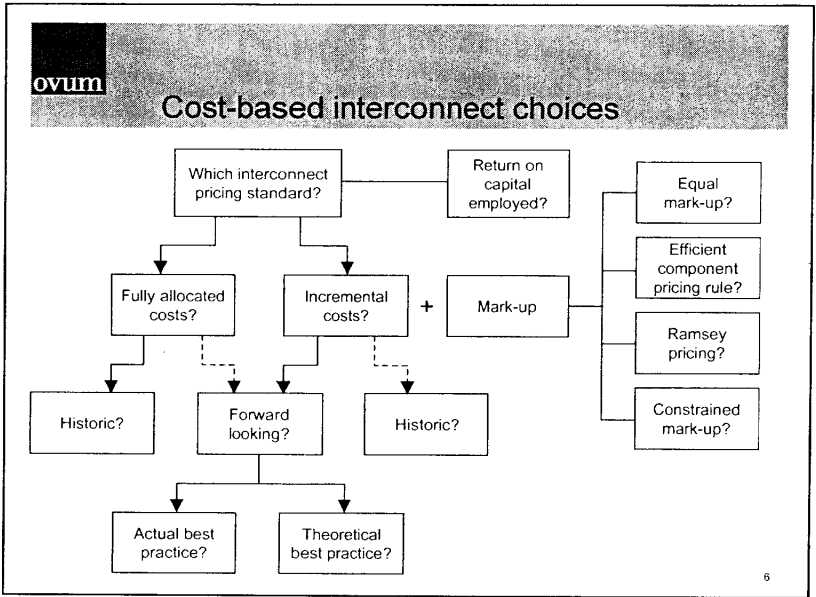 ovum
Cost-based interconnect choices
Which interconnect
pricing standard?
Return on
capital
employed?
Equal
mark-up?
Efficient
component
pricing rule?
Fully allocated
costs?
Incremental
costs?
+
Mark-up
Ramsey
pricing?
Historic?
Forward
looking?
Historic?
Constrained
mark-up?
Actual best
practice?
Theoretical
best practice?
6